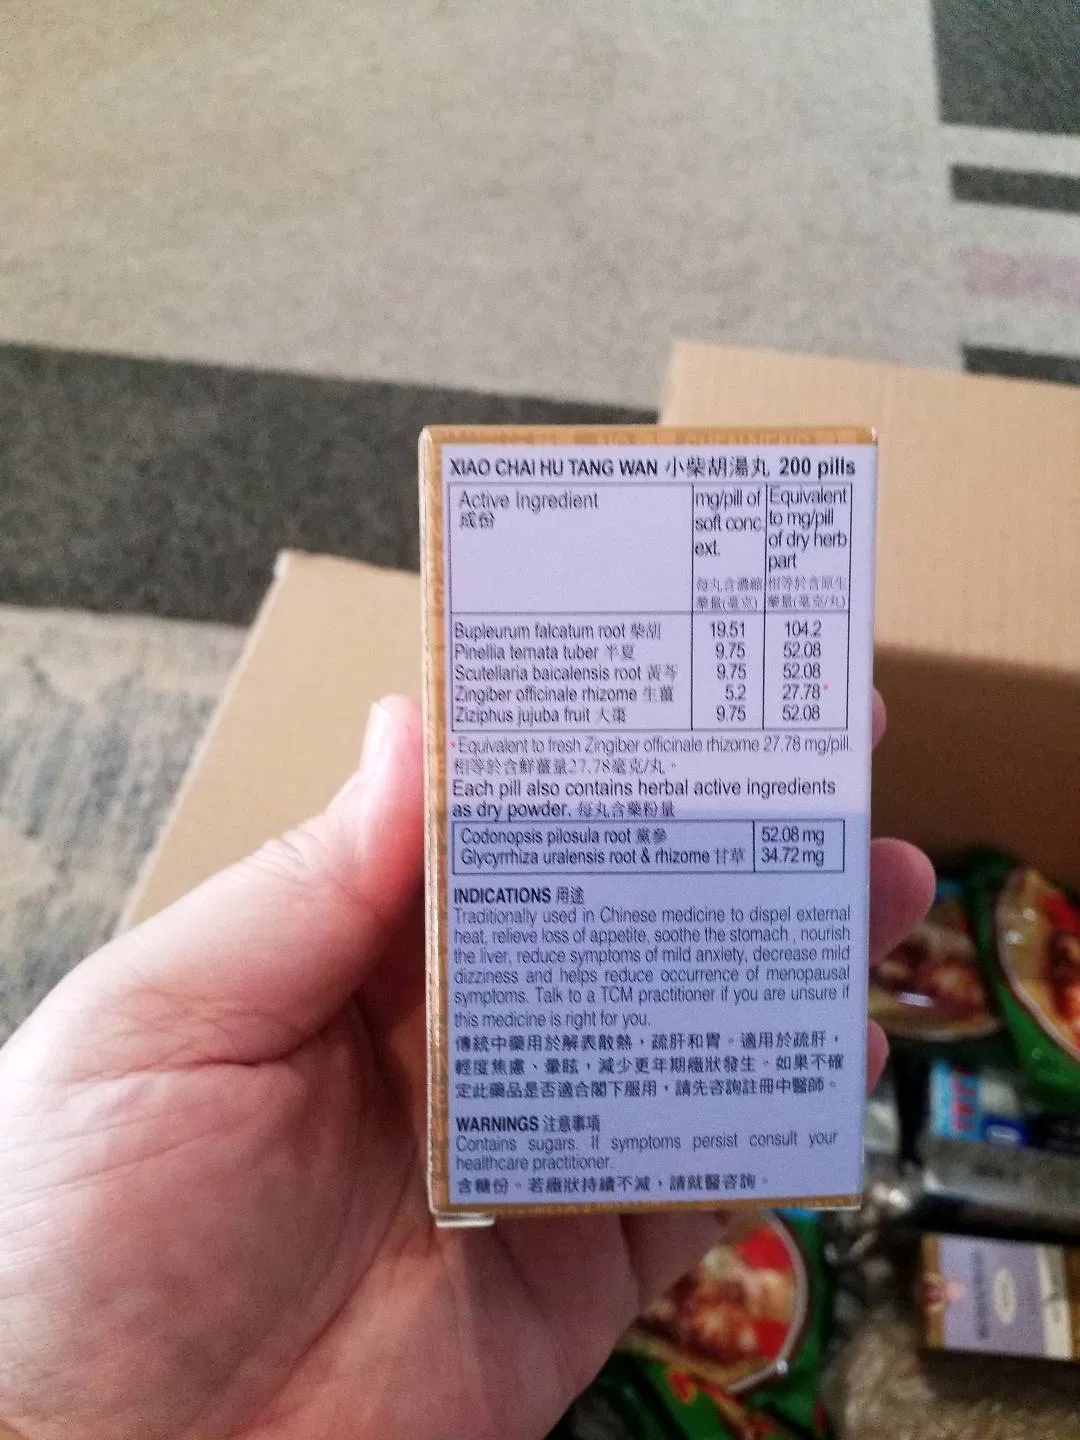 XIAO CHAI HU TANG WAN 小柴胡湯丸 200 pills
Active Ingredient
成份
mg/pill of soft conc. ext.
每丸含濃縮藥量(毫克)
Equivalent to mg/pill of dry herb part
相等於含原生藥量(毫克/丸)
Bupleurum falcatum root 柴胡 19.51 104.2
Pinellia ternata tuber 半夏 9.75 52.08
Scutellaria baicalensis root 黃芩 9.75 52.08
Zingiber officinale rhizome 生薑 5.2 27.78*
Ziziphus jujuba fruit 大棗 9.75 52.08
*Equivalent to fresh Zingiber officinale rhizome 27.78 mg/pill.
相等於含鮮薑量27.78毫克/丸。
Each pill also contains herbal active ingredients
as dry powder. 每丸含藥粉量
Codonopsis pilosula root 黨參 52.08 mg
Glycyrrhiza uralensis root & rhizome 甘草 34.72 mg
INDICATIONS 用途
Traditionally used in Chinese medicine to dispel external
heat, relieve loss of appetite, soothe the stomach , nourish
the liver, reduce symptoms of mild anxiety, decrease mild
dizziness and helps reduce occurrence of menopausal
symptoms. Talk to a TCM practitioner if you are unsure if
this medicine is right for you.
傳統中藥用於解表散熱，疏肝和胃。適用於疏肝，
輕度焦慮、暈眩，減少更年期癥狀發生。如果不確
定此藥品是否適合閣下服用，請先咨詢註冊中醫師。
WARNINGS 注意事項
Contains sugars. If symptoms persist consult your
healthcare practitioner.
含糖份。若癥狀持續不減，請就醫咨詢。